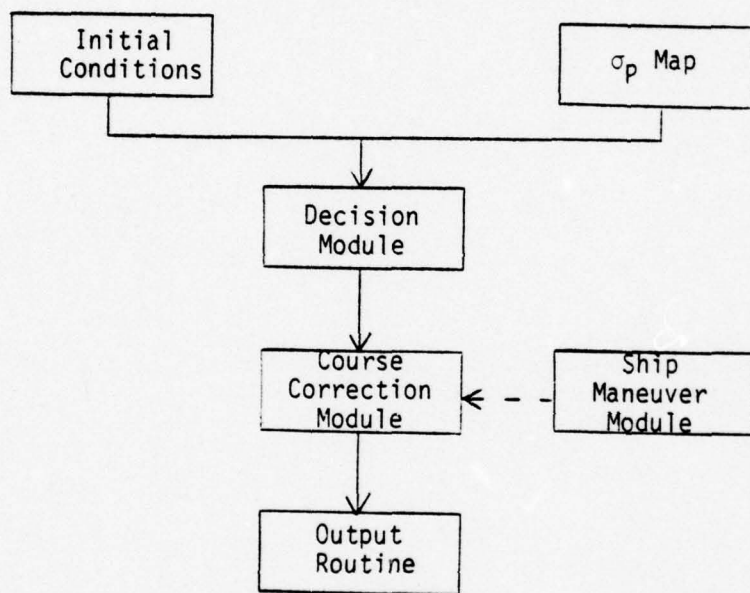 Initial
Conditions
σp Map
Decision
Module
Course
Correction
Module
Ship
Maneuver
Module
Output
Routine